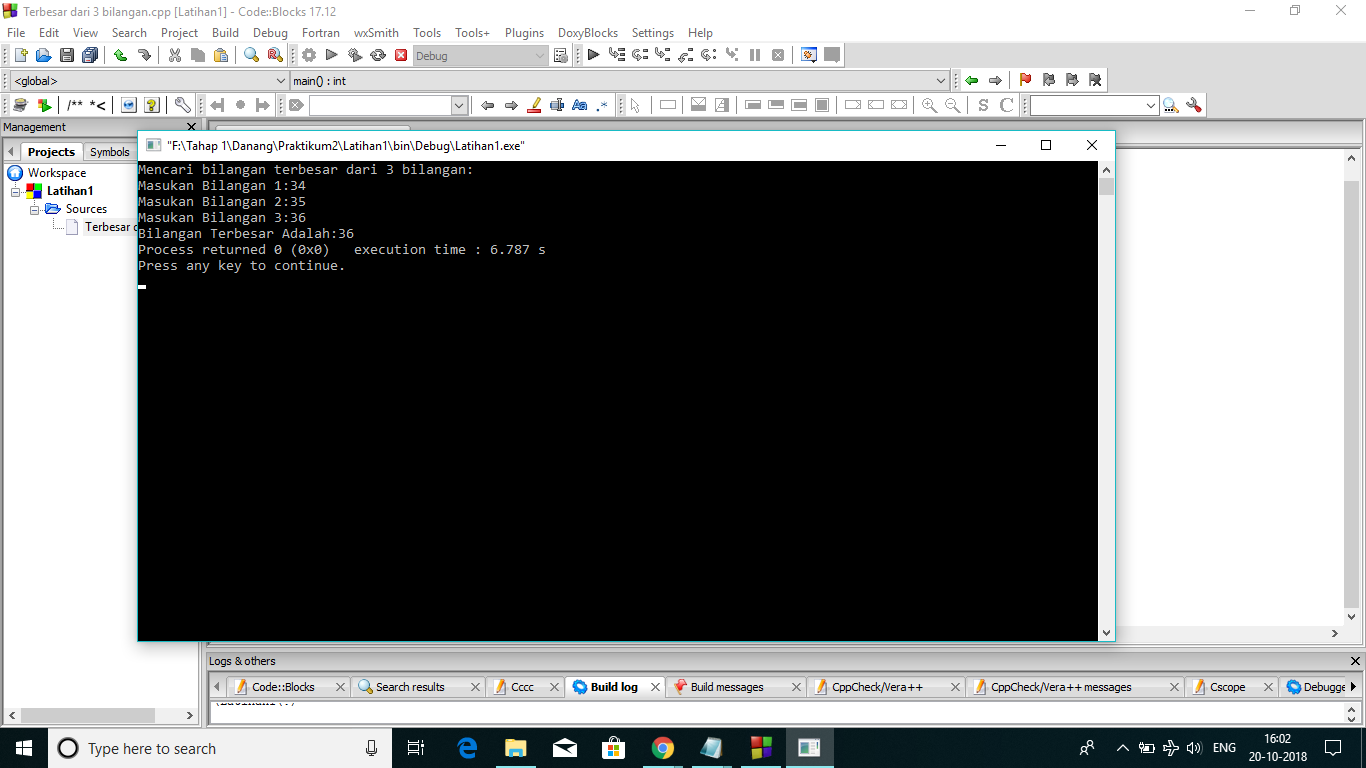 Terbesar dari 3 bilangan.cpp [Latihan1] - Code::Blocks 17.12
File Edit View Search Project Build Debug Fortran wxSmith Tools Tools+ Plugins DoxyBlocks Settings Help
Debug
<global> main() : int
/** *<
Aa .*
S C
Management
Projects Symbols
Workspace
Latihan1
Sources
Terbesar
"F:\Tahap 1\Danang\Praktikum2\Latihan1\bin\Debug\Latihan1.exe"
Mencari bilangan terbesar dari 3 bilangan:
Masukan Bilangan 1:34
Masukan Bilangan 2:35
Masukan Bilangan 3:36
Bilangan Terbesar Adalah:36
Process returned 0 (0x0)   execution time : 6.787 s
Press any key to continue.
Logs & others
Code::Blocks Search results Cccc Build log Build messages CppCheck/Vera++ CppCheck/Vera++ messages Cscope Debugge
Type here to search
ENG
16:02
20-10-2018